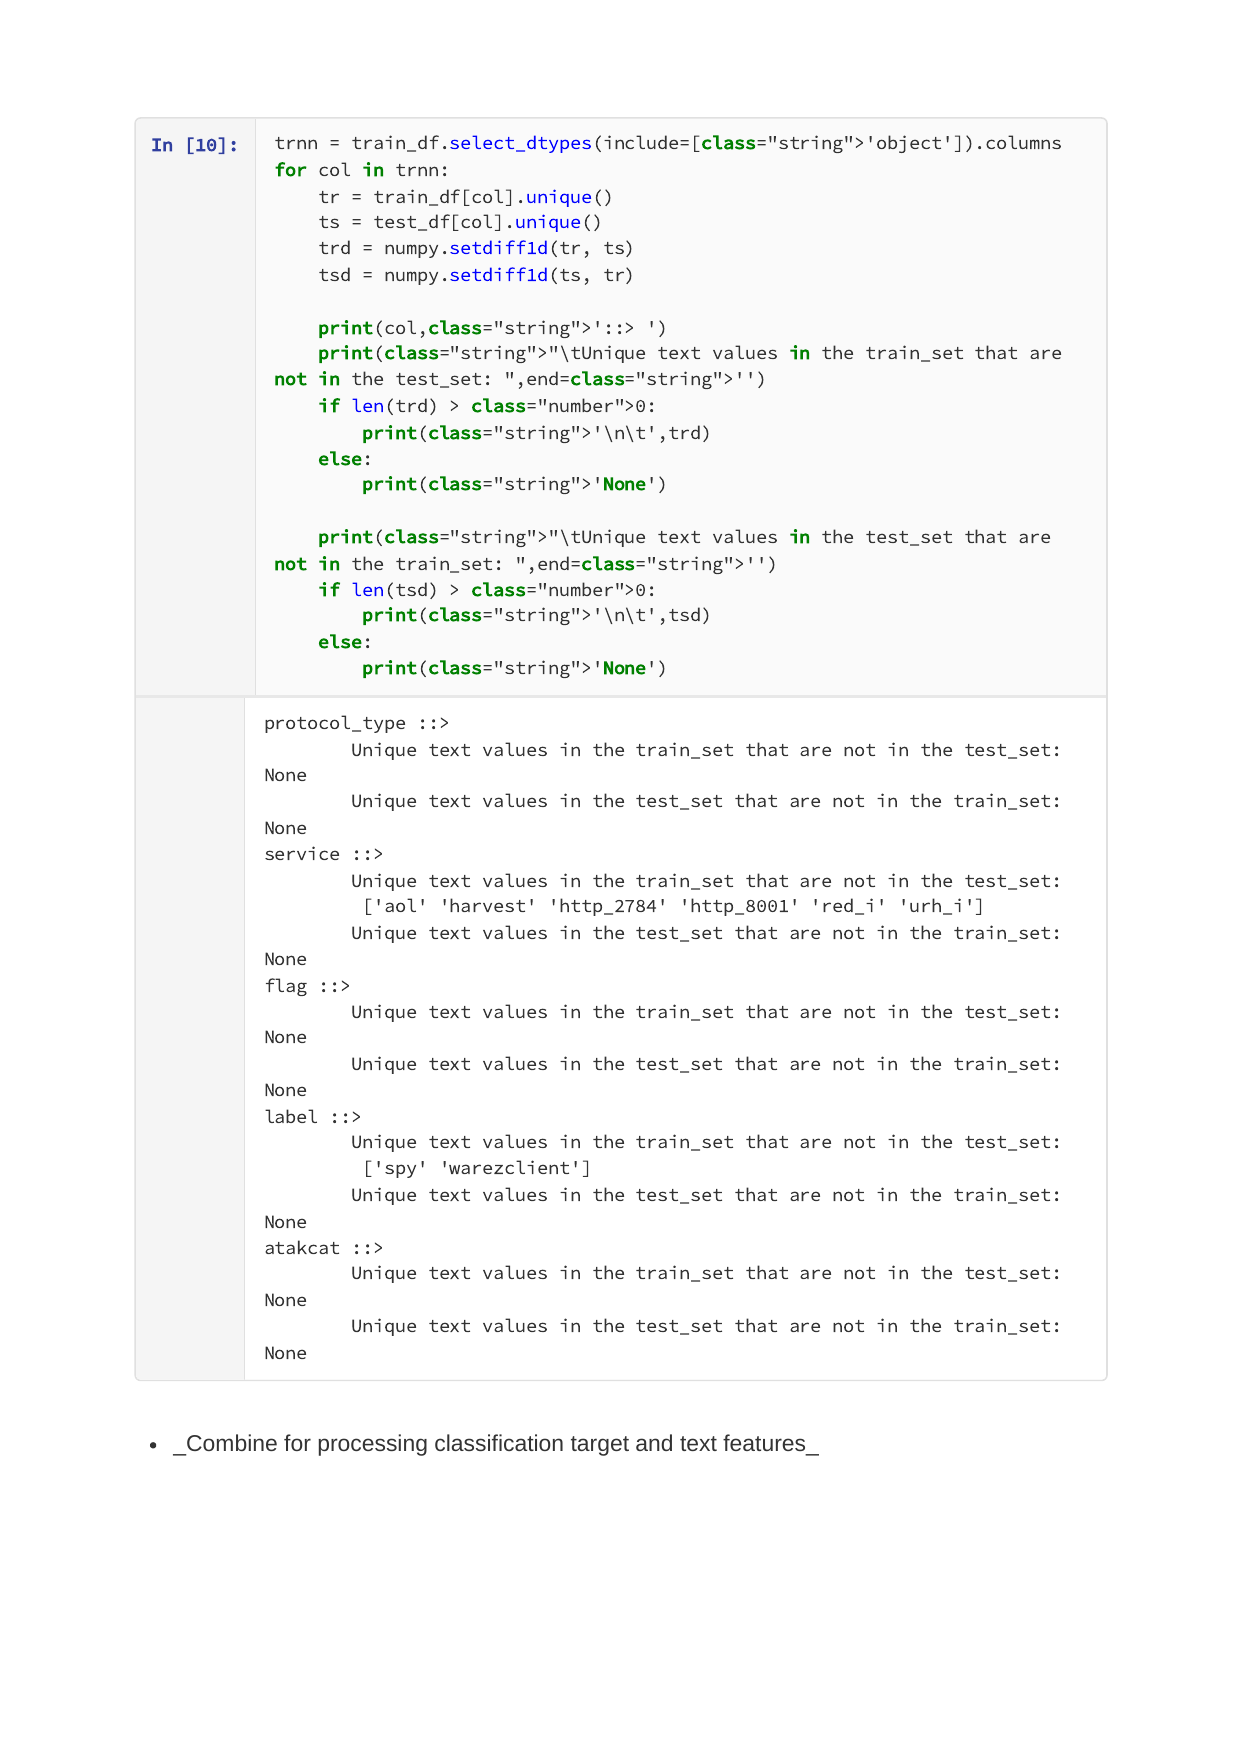 In [10]:
trnn = train_df.select_dtypes(include=[class="string">'object']).columns
for col in trnn:
    tr = train_df[col].unique()
    ts = test_df[col].unique()
    trd = numpy.setdiff1d(tr, ts)
    tsd = numpy.setdiff1d(ts, tr)

    print(col,class="string">'::> ')
    print(class="string">"\tUnique text values in the train_set that are
not in the test_set: ",end=class="string">'')
    if len(trd) > class="number">0:
        print(class="string">'\n\t',trd)
    else:
        print(class="string">'None')

    print(class="string">"\tUnique text values in the test_set that are
not in the train_set: ",end=class="string">'')
    if len(tsd) > class="number">0:
        print(class="string">'\n\t',tsd)
    else:
        print(class="string">'None')
protocol_type ::>
        Unique text values in the train_set that are not in the test_set:
None
        Unique text values in the test_set that are not in the train_set:
None
service ::>
        Unique text values in the train_set that are not in the test_set:
         ['aol' 'harvest' 'http_2784' 'http_8001' 'red_i' 'urh_i']
        Unique text values in the test_set that are not in the train_set:
None
flag ::>
        Unique text values in the train_set that are not in the test_set:
None
        Unique text values in the test_set that are not in the train_set:
None
label ::>
        Unique text values in the train_set that are not in the test_set:
         ['spy' 'warezclient']
        Unique text values in the test_set that are not in the train_set:
None
atakcat ::>
        Unique text values in the train_set that are not in the test_set:
None
        Unique text values in the test_set that are not in the train_set:
None
• _Combine for processing classification target and text features_